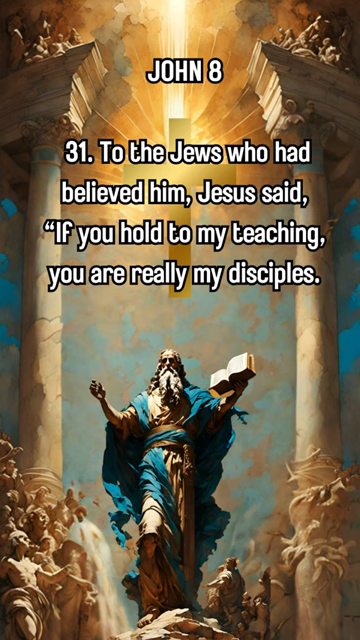 JOHN 8
31. To the Jews who had
believed him, Jesus said,
“If you hold to my teaching,
you are really my disciples.